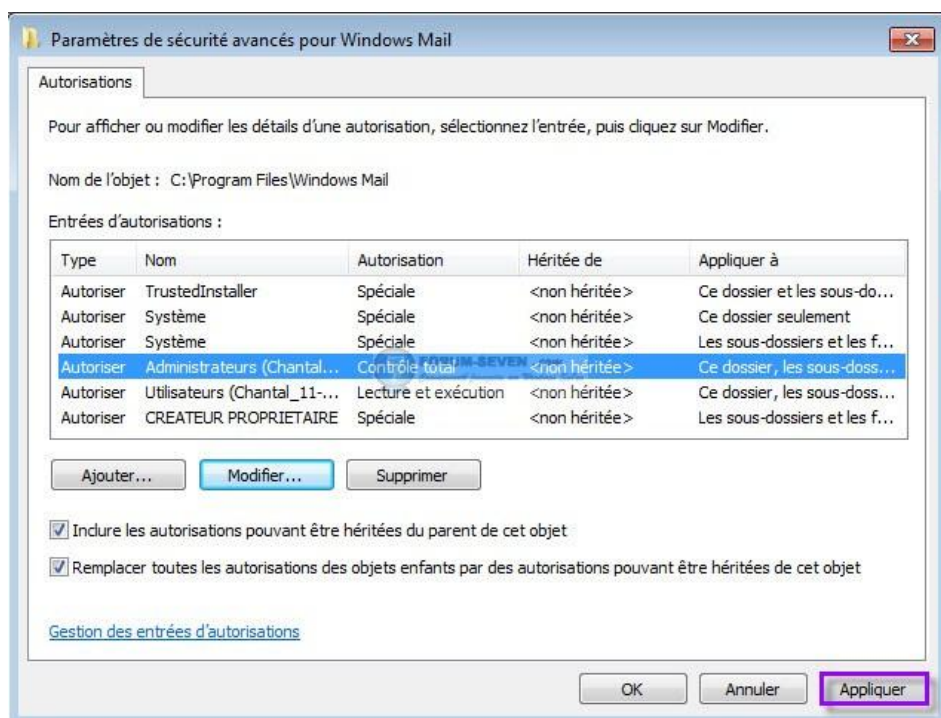 Paramètres de sécurité avancés pour Windows Mail
Autorisations
Pour afficher ou modifier les détails d'une autorisation, sélectionnez l'entrée, puis cliquez sur Modifier.
Nom de l'objet : C:\Program Files\Windows Mail
Entrées d'autorisations :
Type Nom Autorisation Héritée de Appliquer à
Autoriser TrustedInstaller Spéciale <non héritée> Ce dossier et les sous-do...
Autoriser Système Spéciale <non héritée> Ce dossier seulement
Autoriser Système Spéciale <non héritée> Les sous-dossiers et les f...
FORUM-SEVEN .com
Autoriser Administrateurs (Chantal... Contrôle total <non héritée> Ce dossier, les sous-doss...
Autoriser Utilisateurs (Chantal_11-... Lecture et exécution <non héritée> Ce dossier, les sous-doss...
Autoriser CREATEUR PROPRIETAIRE Spéciale <non héritée> Les sous-dossiers et les f...
Ajouter... Modifier... Supprimer
Inclure les autorisations pouvant être héritées du parent de cet objet
Remplacer toutes les autorisations des objets enfants par des autorisations pouvant être héritées de cet objet
Gestion des entrées d'autorisations
OK Annuler Appliquer